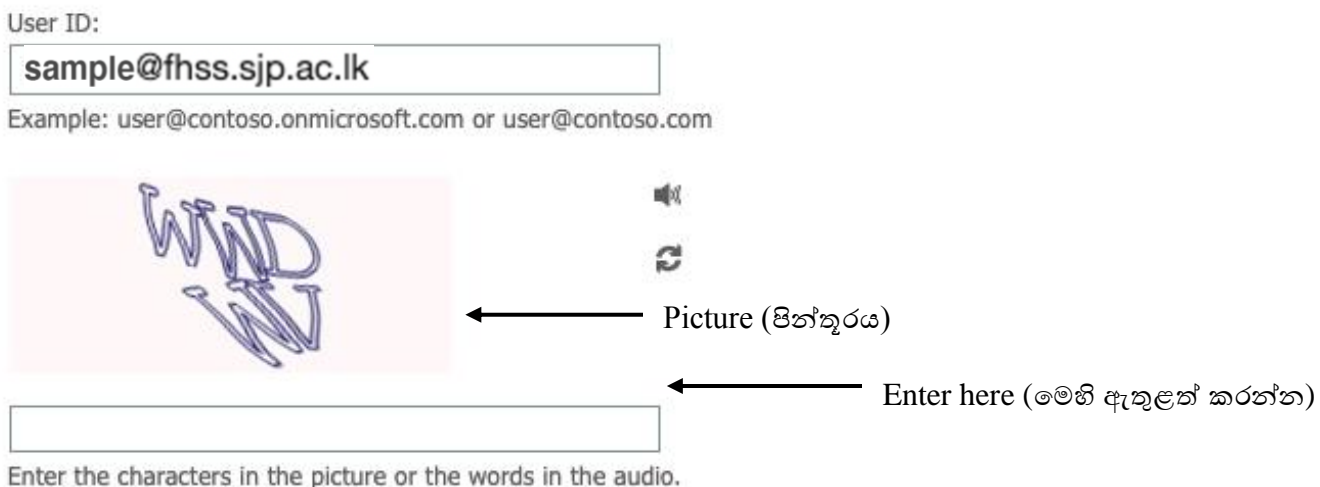 User ID:
sample@fhss.sjp.ac.lk
Example: user@contoso.onmicrosoft.com or user@contoso.com
Picture (පින්තූරය)
Enter here (මෙහි ඇතුළත් කරන්න)
Enter the characters in the picture or the words in the audio.